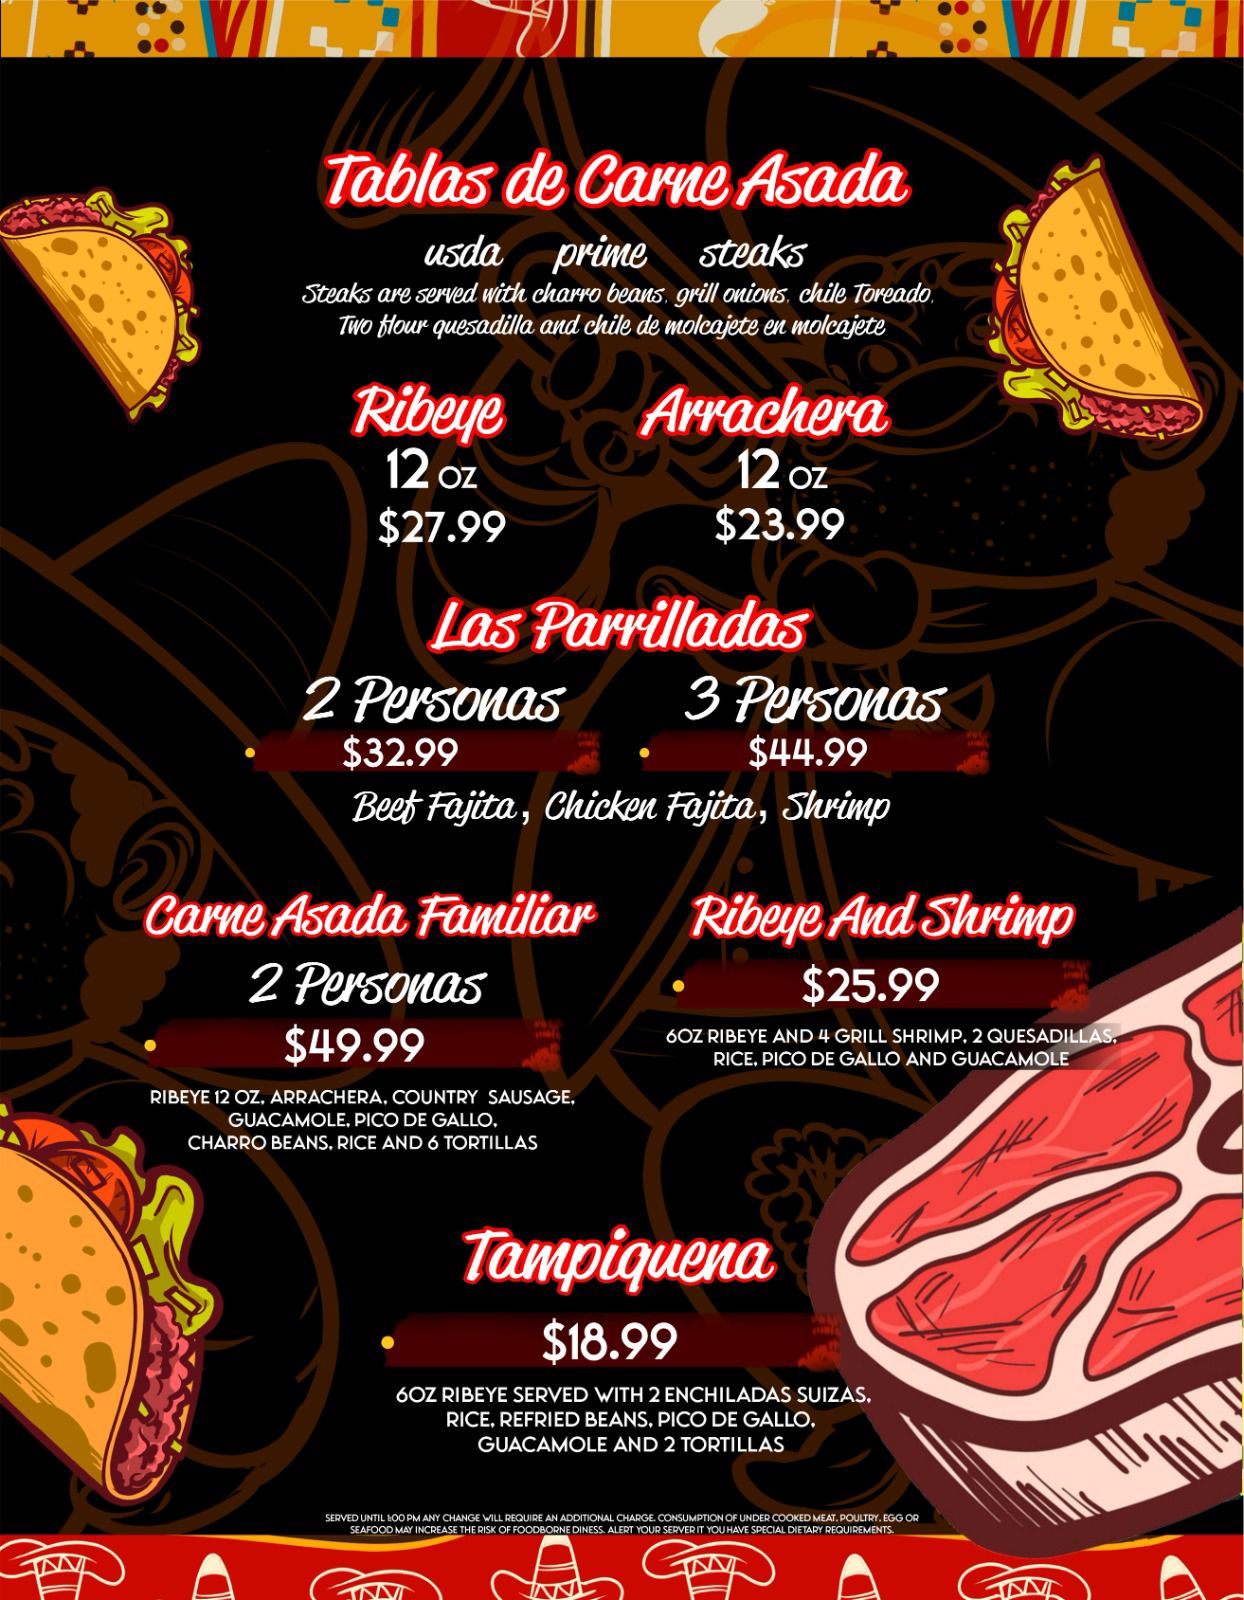 Tablas de Carne Asada
usda prime steaks
Steaks are served with charro beans, grill onions, chile Toreado,
Two flour quesadilla and chile de molcajete en molcajete
Ribeye
12 oz
$27.99
Arrachera
12 oz
$23.99
Las Parrilladas
2 Personas
$32.99
3 Personas
$44.99
Beef Fajita, Chicken Fajita, Shrimp
Carne Asada Familiar
2 Personas
$49.99
RIBEYE 12 OZ, ARRACHERA, COUNTRY SAUSAGE,
GUACAMOLE, PICO DE GALLO,
CHARRO BEANS, RICE AND 6 TORTILLAS
Ribeye And Shrimp
$25.99
6OZ RIBEYE AND 4 GRILL SHRIMP, 2 QUESADILLAS,
RICE, PICO DE GALLO AND GUACAMOLE
Tampiquena
$18.99
6OZ RIBEYE SERVED WITH 2 ENCHILADAS SUIZAS,
RICE, REFRIED BEANS, PICO DE GALLO,
GUACAMOLE AND 2 TORTILLAS
SERVED UNTIL 1:00 PM ANY CHANGE WILL REQUIRE AN ADDITIONAL CHARGE. CONSUMPTION OF UNDER COOKED MEAT, POULTRY, EGG OR
SEAFOOD MAY INCREASE THE RISK OF FOODBORNE DINESS. ALERT YOUR SERVER IT YOU HAVE SPECIAL DIETARY REQUIREMENTS.